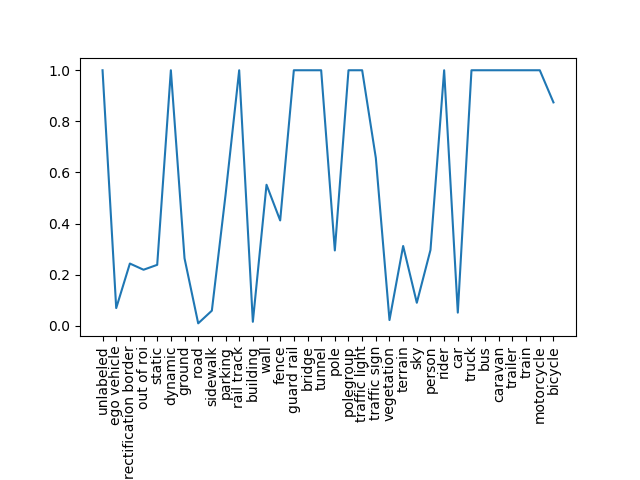 1.0
0.8
0.6
0.4
0.2
0.0
unlabeled
ego vehicle
rectification border
out of roi
static
dynamic
ground
road
sidewalk
parking
rail track
building
wall
fence
guard rail
bridge
tunnel
pole
polegroup
traffic light
traffic sign
vegetation
terrain
sky
person
rider
car
truck
bus
caravan
trailer
train
motorcycle
bicycle